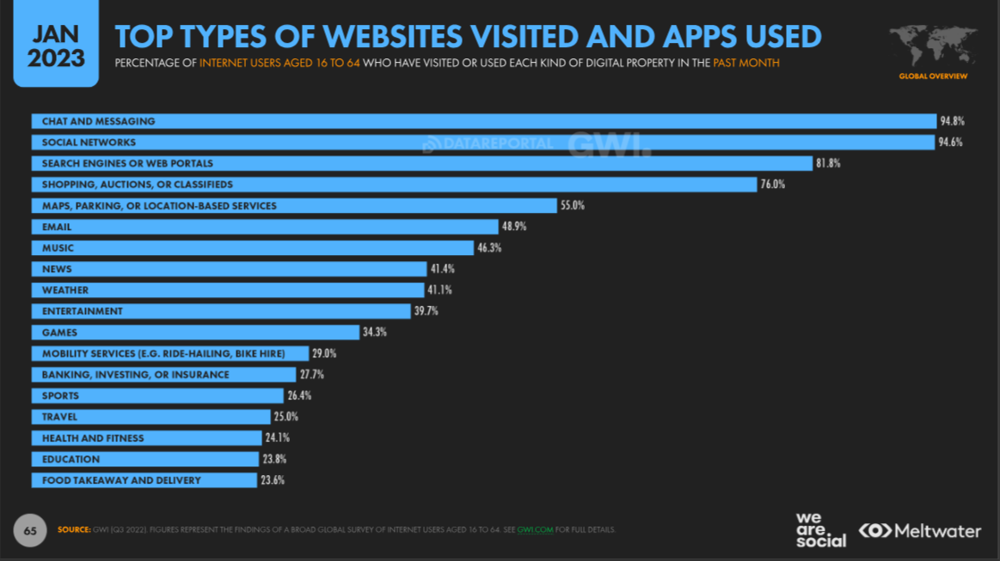 JAN
2023
TOP TYPES OF WEBSITES VISITED AND APPS USED
PERCENTAGE OF INTERNET USERS AGED 16 TO 64 WHO HAVE VISITED OR USED EACH KIND OF DIGITAL PROPERTY IN THE PAST MONTH
GLOBAL OVERVIEW
CHAT AND MESSAGING 94.8%
SOCIAL NETWORKS 94.6%
DATAREPORTAL GWI.
SEARCH ENGINES OR WEB PORTALS 81.8%
SHOPPING, AUCTIONS, OR CLASSIFIEDS 76.0%
MAPS, PARKING, OR LOCATION-BASED SERVICES 55.0%
EMAIL 48.9%
MUSIC 46.3%
NEWS 41.4%
WEATHER 41.1%
ENTERTAINMENT 39.7%
GAMES 34.3%
MOBILITY SERVICES (E.G. RIDE-HAILING, BIKE HIRE) 29.0%
BANKING, INVESTING, OR INSURANCE 27.7%
SPORTS 26.4%
TRAVEL 25.0%
HEALTH AND FITNESS 24.1%
EDUCATION 23.8%
FOOD TAKEAWAY AND DELIVERY 23.6%
65
SOURCE: GWI (Q3 2022). FIGURES REPRESENT THE FINDINGS OF A BROAD GLOBAL SURVEY OF INTERNET USERS AGED 16 TO 64. SEE GWI.COM FOR FULL DETAILS.
we
are
social
Meltwater